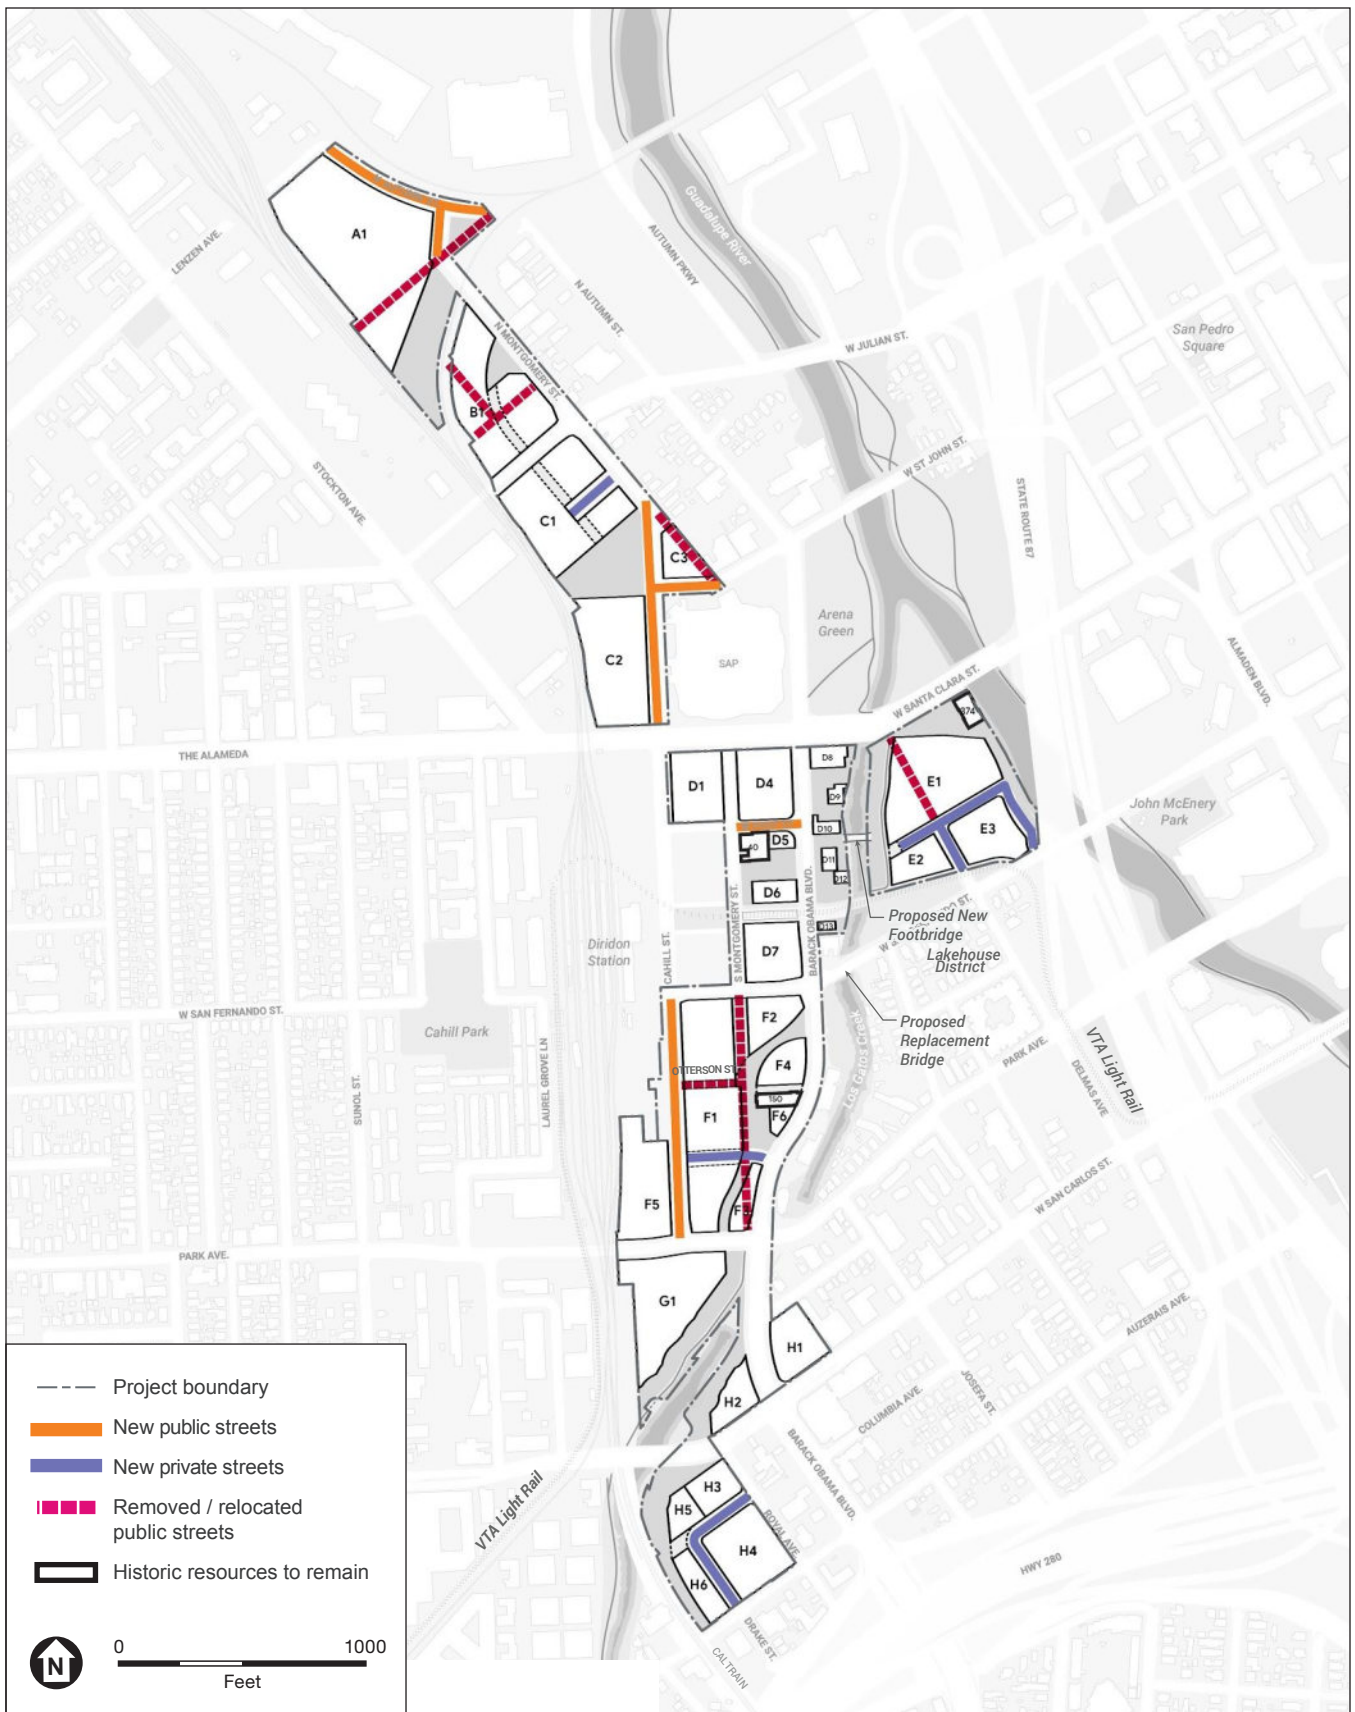 A1
LENZEN AVE.
Guadalupe River
AUTUMN PKWY
N AUTUMN ST.
W JULIAN ST.
San Pedro
Square
N MONTGOMERY ST.
B1
STOCKTON AVE.
W ST JOHN ST.
STATE ROUTE 87
C1
C3
Arena
Green
C2
SAP
ALMADEN BLVD.
W SANTA CLARA ST.
THE ALAMEDA
374
D1
D4
D8
D9
E1
John McEnery
Park
D10
E3
40
D5
D11
E2
D12
D6
S MONTGOMERY ST.
BARACK OBAMA BLVD.
Proposed New
Footbridge
D13
Lakehouse
District
Diridon
Station
CAHILL ST.
D7
W SAN FERNANDO ST.
Cahill Park
LAUREL GROVE LN
F2
Proposed
Replacement
Bridge
Los Gatos Creek
PARK AVE.
VTA Light Rail
DELMAS AVE
OTTERSON ST.
F4
SUNOL ST.
150
F1
F6
W SAN CARLOS ST.
F5
PARK AVE.
G1
AUZERAIS AVE.
H1
JOSEFA ST.
COLUMBIA AVE.
H2
BARACK OBAMA BLVD.
VTA Light Rail
H3
H5
ROYAL AVE
H4
H6
HWY 280
DRAKE ST.
CALTRAIN
Project boundary
New public streets
New private streets
Removed / relocated
public streets
Historic resources to remain
N
0 1000
Feet